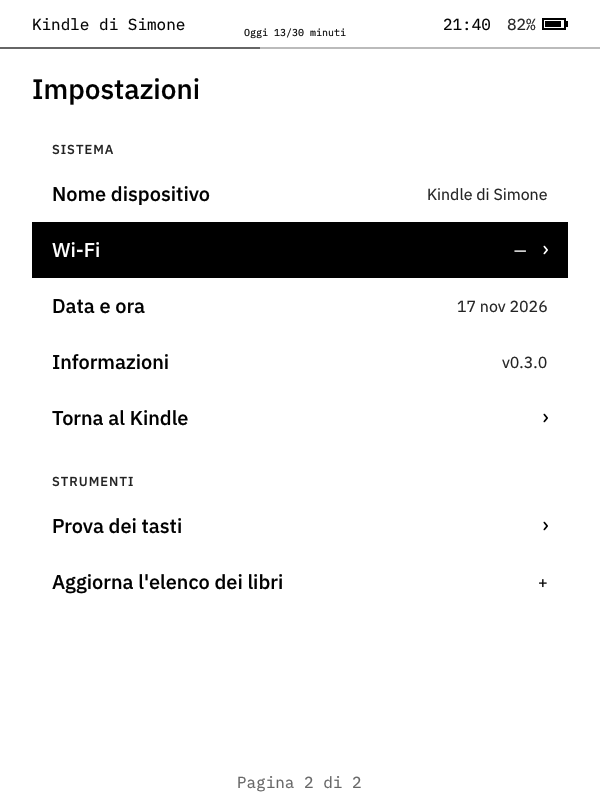 Kindle di Simone
Oggi 13/30 minuti
21:40 82%
Impostazioni
SISTEMA
Nome dispositivo Kindle di Simone
Wi-Fi — ›
Data e ora 17 nov 2026
Informazioni v0.3.0
Torna al Kindle ›
STRUMENTI
Prova dei tasti ›
Aggiorna l'elenco dei libri +
Pagina 2 di 2